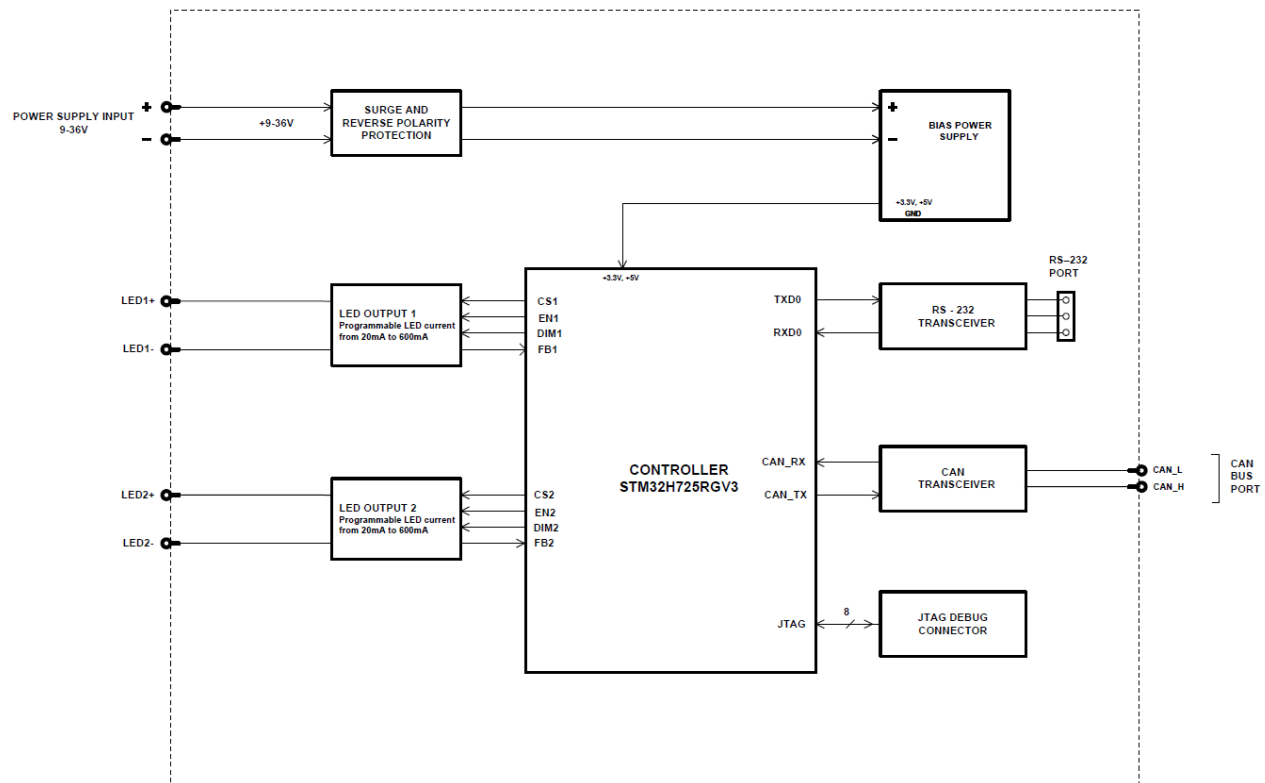 POWER SUPPLY INPUT
9-36V
+
−
+9-36V
SURGE AND
REVERSE POLARITY
PROTECTION
+
−
BIAS POWER
SUPPLY
+3.3V, +5V
GND
LED1+
LED1-
LED OUTPUT 1
Programmable LED current
from 20mA to 600mA
CS1
EN1
DIM1
FB1
LED2+
LED2-
LED OUTPUT 2
Programmable LED current
from 20mA to 600mA
CS2
EN2
DIM2
FB2
+3.3V, +5V
CONTROLLER
STM32H725RGV3
TXD0
RXD0
CAN_RX
CAN_TX
JTAG
RS - 232
TRANSCEIVER
RS–232
PORT
CAN
TRANSCEIVER
CAN_L
CAN_H
CAN
BUS
PORT
8
JTAG DEBUG
CONNECTOR